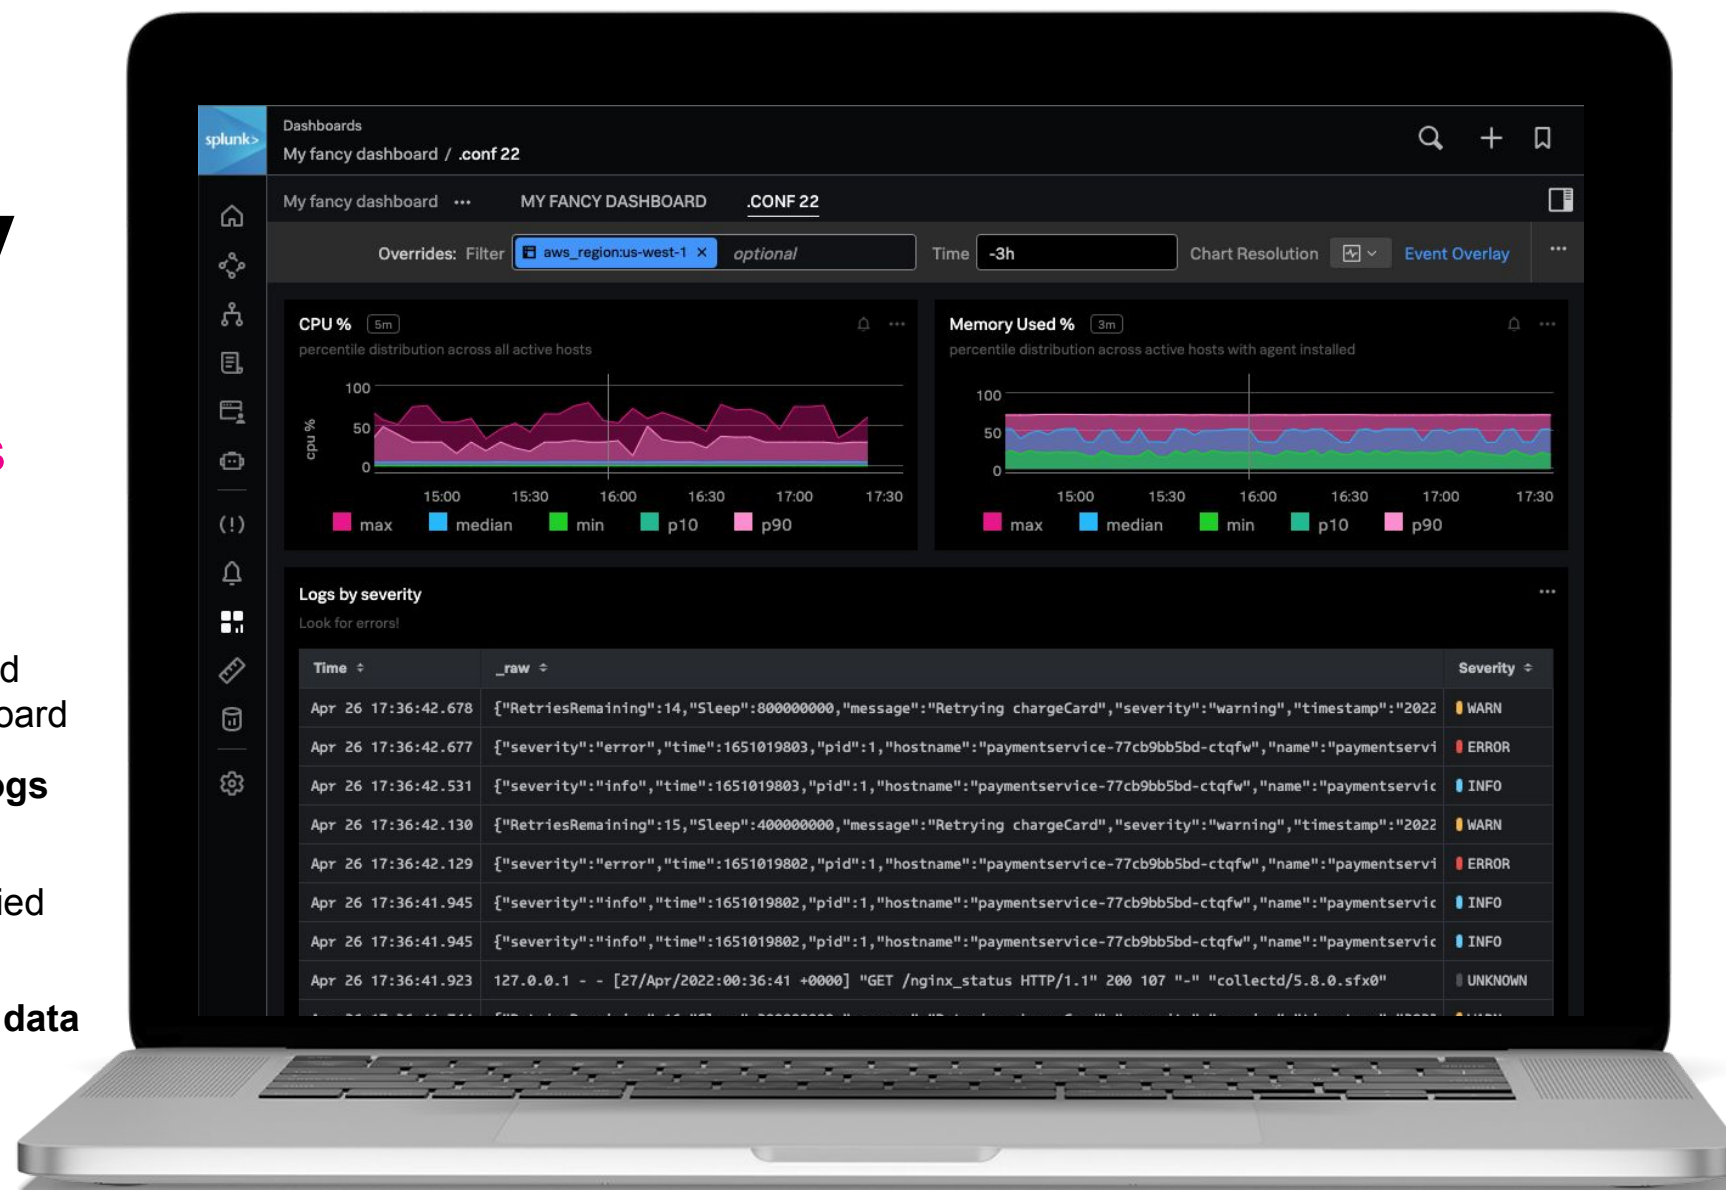 splunk>
Dashboards
My fancy dashboard / .conf 22
My fancy dashboard ··· MY FANCY DASHBOARD .CONF 22
Overrides: Filter aws_region:us-west-1 × optional Time -3h Chart Resolution Event Overlay ···
CPU % 5m
percentile distribution across all active hosts
100
50
0
cpu %
15:00 15:30 16:00 16:30 17:00 17:30
max median min p10 p90
Memory Used % 3m
percentile distribution across active hosts with agent installed
100
50
0
15:00 15:30 16:00 16:30 17:00 17:30
max median min p10 p90
Logs by severity
Look for errors!
Time _raw Severity
Apr 26 17:36:42.678 {"RetriesRemaining":14,"Sleep":800000000,"message":"Retrying chargeCard","severity":"warning","timestamp":"2022 WARN
Apr 26 17:36:42.677 {"severity":"error","time":1651019803,"pid":1,"hostname":"paymentservice-77cb9bb5bd-ctqfw","name":"paymentservi ERROR
Apr 26 17:36:42.531 {"severity":"info","time":1651019803,"pid":1,"hostname":"paymentservice-77cb9bb5bd-ctqfw","name":"paymentservic INFO
Apr 26 17:36:42.130 {"RetriesRemaining":15,"Sleep":400000000,"message":"Retrying chargeCard","severity":"warning","timestamp":"2022 WARN
Apr 26 17:36:42.129 {"severity":"error","time":1651019802,"pid":1,"hostname":"paymentservice-77cb9bb5bd-ctqfw","name":"paymentservi ERROR
Apr 26 17:36:41.945 {"severity":"info","time":1651019802,"pid":1,"hostname":"paymentservice-77cb9bb5bd-ctqfw","name":"paymentservic INFO
Apr 26 17:36:41.945 {"severity":"info","time":1651019802,"pid":1,"hostname":"paymentservice-77cb9bb5bd-ctqfw","name":"paymentservic INFO
Apr 26 17:36:41.923 127.0.0.1 - - [27/Apr/2022:00:36:41 +0000] "GET /nginx_status HTTP/1.1" 200 107 "-" "collectd/5.8.0.sfx0" UNKNOWN
y
s
d
oard
ogs
ied
data